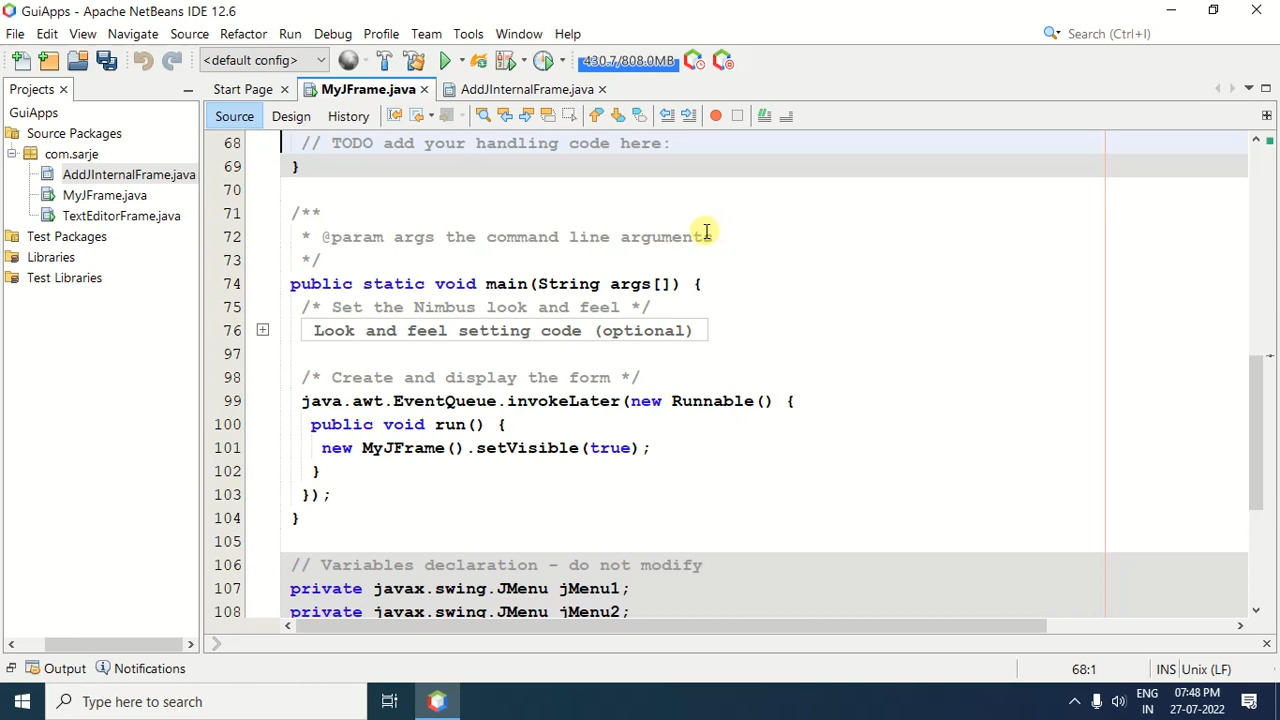 GuiApps - Apache NetBeans IDE 12.6
File Edit View Navigate Source Refactor Run Debug Profile Team Tools Window Help
Search (Ctrl+I)
<default config>
430.7/808.0MB
Projects
Start Page
MyJFrame.java
AddJInternalFrame.java
GuiApps
Source Packages
com.sarje
AddJInternalFrame.java
MyJFrame.java
TextEditorFrame.java
Test Packages
Libraries
Test Libraries
Source Design History
68 // TODO add your handling code here:
69 }
70
71 /**
72 * @param args the command line arguments
73 */
74 public static void main(String args[]) {
75 /* Set the Nimbus look and feel */
76 Look and feel setting code (optional)
97
98 /* Create and display the form */
99 java.awt.EventQueue.invokeLater(new Runnable() {
100 public void run() {
101 new MyJFrame().setVisible(true);
102 }
103 });
104 }
105
106 // Variables declaration - do not modify
107 private javax.swing.JMenu jMenu1;
108 private javax.swing.JMenu jMenu2;
Output
Notifications
68:1
INS Unix (LF)
Type here to search
ENG
IN
07:48 PM
27-07-2022